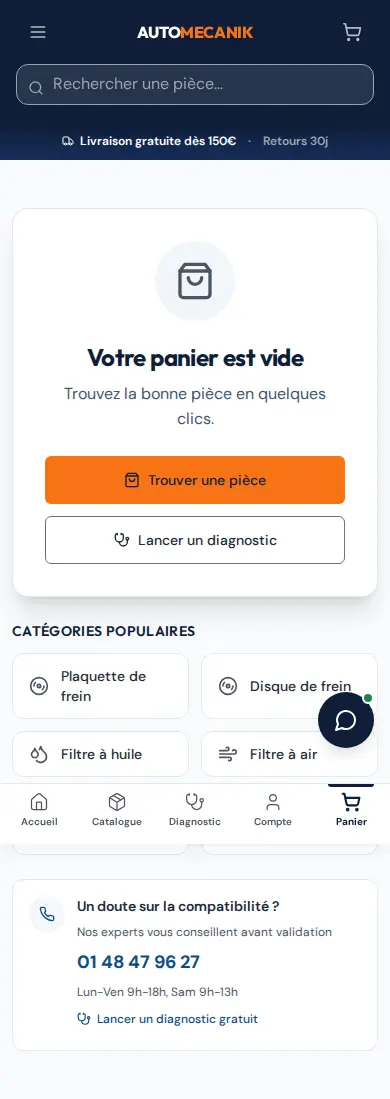 AUTOMECANIK
Rechercher une pièce...
Livraison gratuite dès 150€ · Retours 30j
Votre panier est vide
Trouvez la bonne pièce en quelques
clics.
Trouver une pièce
Lancer un diagnostic
CATÉGORIES POPULAIRES
Plaquette de
frein
Disque de frein
Filtre à huile
Filtre à air
Accueil
Catalogue
Diagnostic
Compte
Panier
Un doute sur la compatibilité ?
Nos experts vous conseillent avant validation
01 48 47 96 27
Lun-Ven 9h-18h, Sam 9h-13h
Lancer un diagnostic gratuit